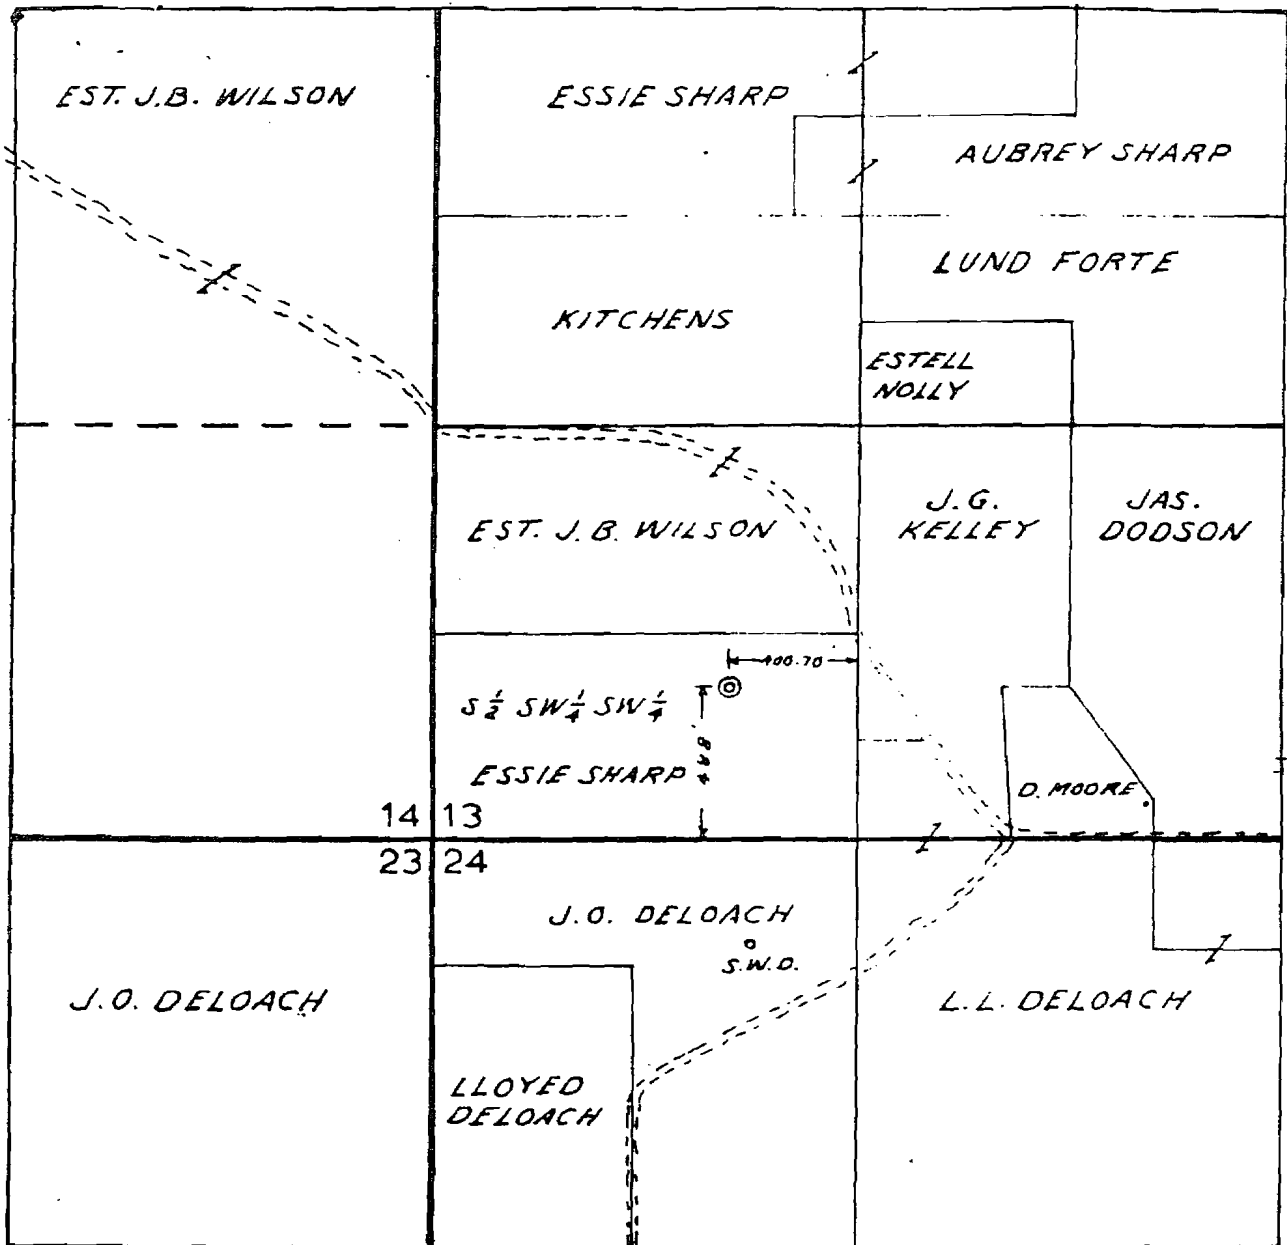 EST. J.B. WILSON
ESSIE SHARP
AUBREY SHARP
LUND FORTE
KITCHENS
ESTELL
NOLLY
EST. J.B. WILSON
J.G.
KELLEY
JAS.
DODSON
400.70
S 1/2 SW 1/4 SW 1/4
448
ESSIE SHARP
D. MOORE
14 13
23 24
J.O. DELOACH
S.W.D.
J.O. DELOACH
L.L. DELOACH
LLOYED
DELOACH